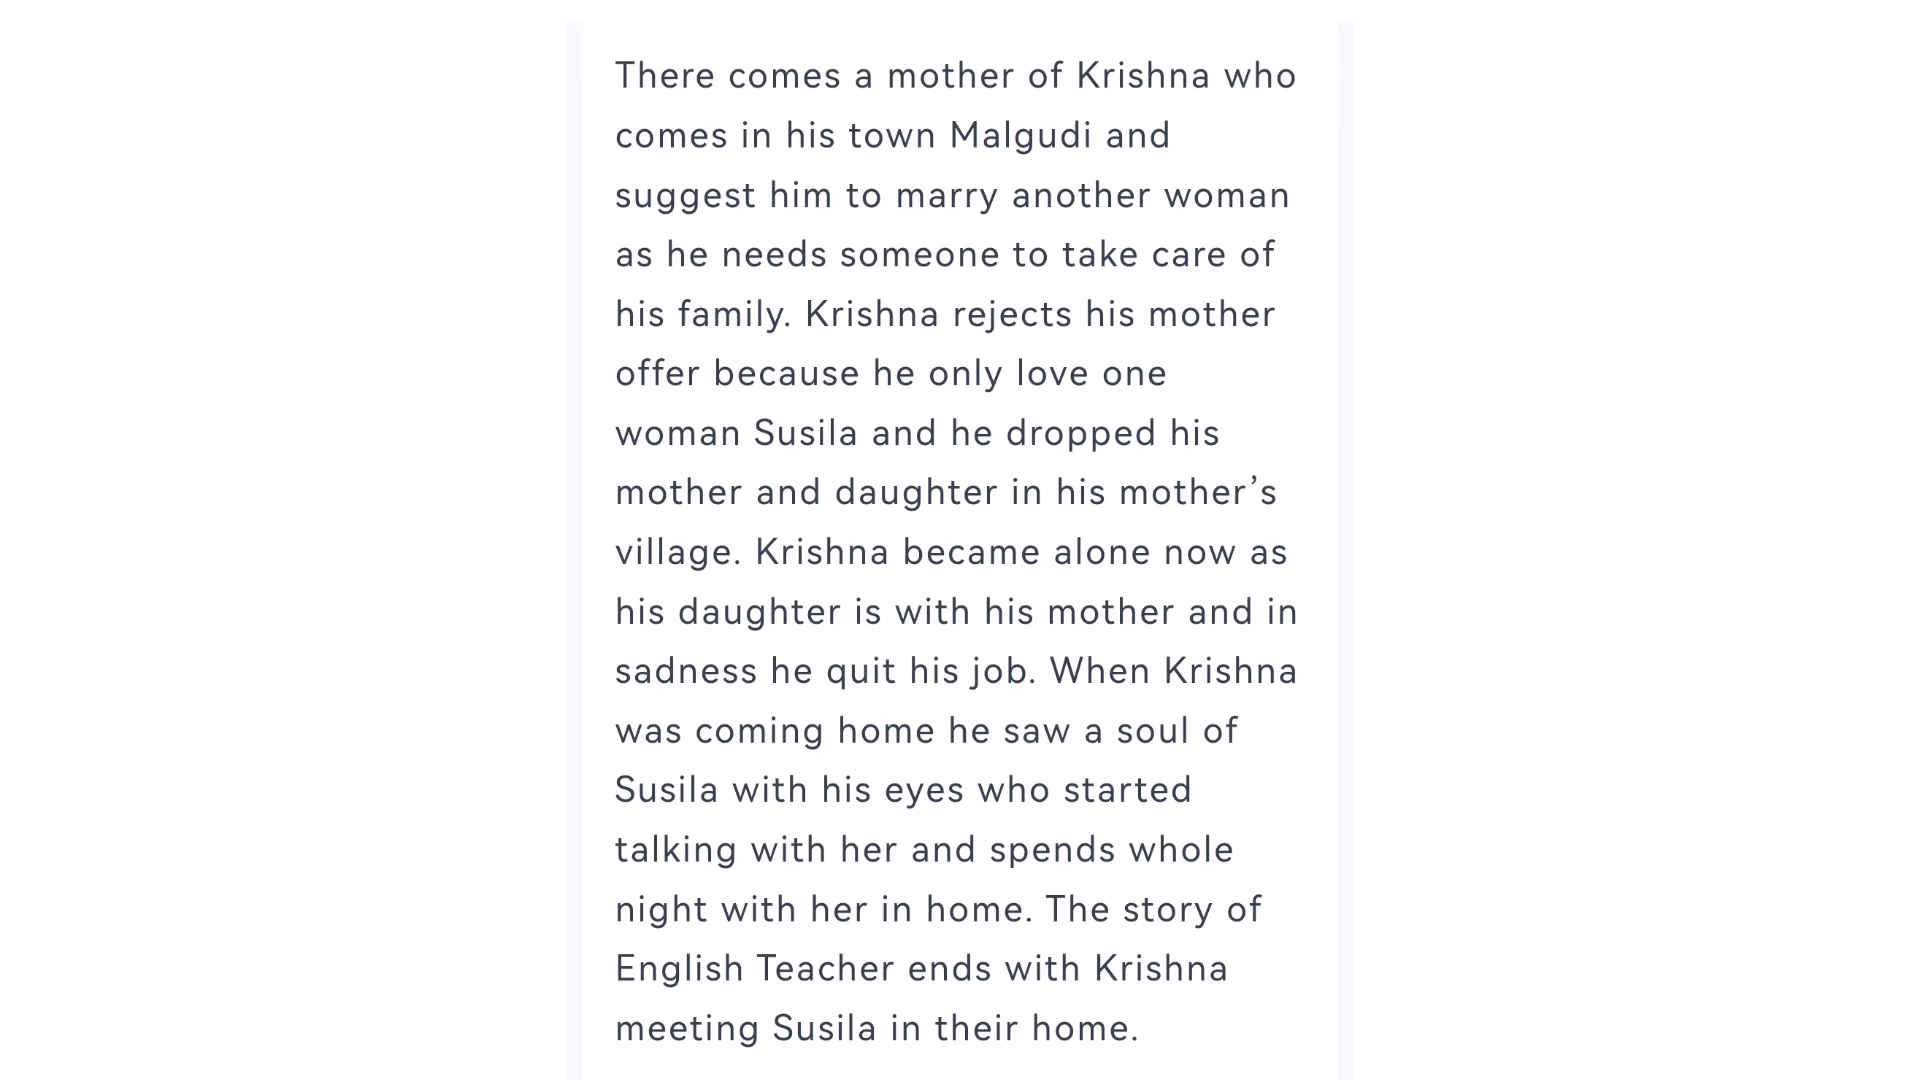 There comes a mother of Krishna who
comes in his town Malgudi and
suggest him to marry another woman
as he needs someone to take care of
his family. Krishna rejects his mother
offer because he only love one
woman Susila and he dropped his
mother and daughter in his mother’s
village. Krishna became alone now as
his daughter is with his mother and in
sadness he quit his job. When Krishna
was coming home he saw a soul of
Susila with his eyes who started
talking with her and spends whole
night with her in home. The story of
English Teacher ends with Krishna
meeting Susila in their home.